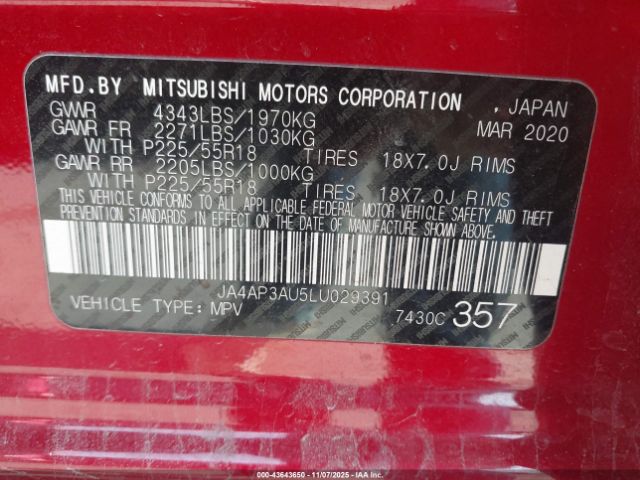 MFD.BY MITSUBISHI MOTORS CORPORATION . JAPAN
GVWR 4343LBS/1970KG MAR 2020
GAWR FR 2271LBS/1030KG
WITH P225/55R18 TIRES 18X7.0J RIMS
GAWR RR 2205LBS/1000KG
WITH P225/55R18 TIRES 18X7.0J RIMS
THIS VEHICLE CONFORMS TO ALL APPLICABLE FEDERAL MOTOR VEHICLE SAFETY AND THEFT
PREVENTION STANDARDS IN EFFECT ON THE DATE OF MANUFACTURE SHOWN ABOVE.
JA4AP3AU5LU029391
VEHICLE TYPE: MPV 7430C 357
000-43643650 11/07/2025 - IAAI.COM